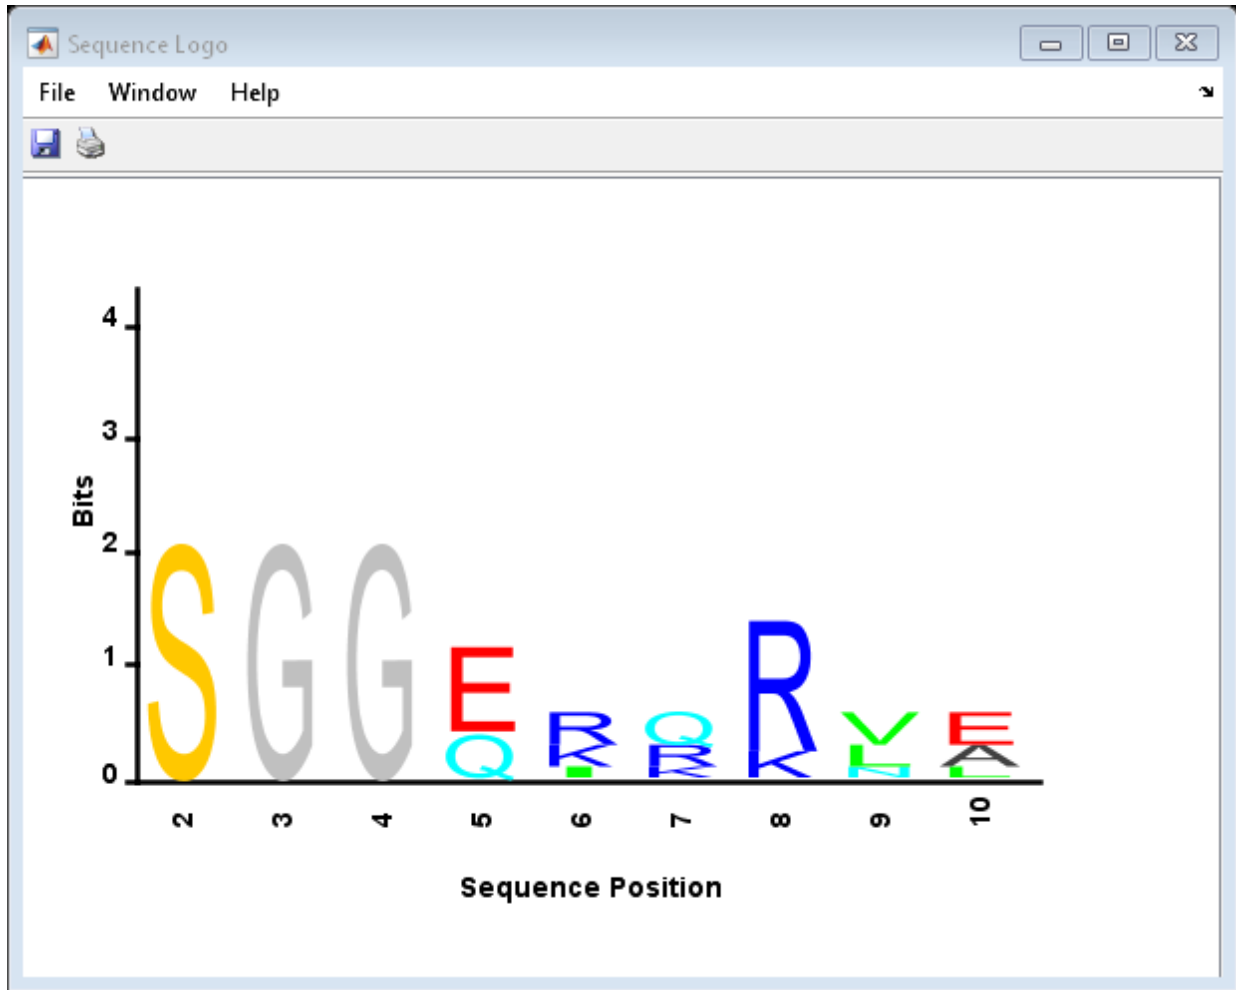 Sequence Logo
File Window Help
4
3
2
1
0
Bits
S G G E R Q R V E
Q K R K L A
I K N L
2 3 4 5 6 7 8 9 10
Sequence Position